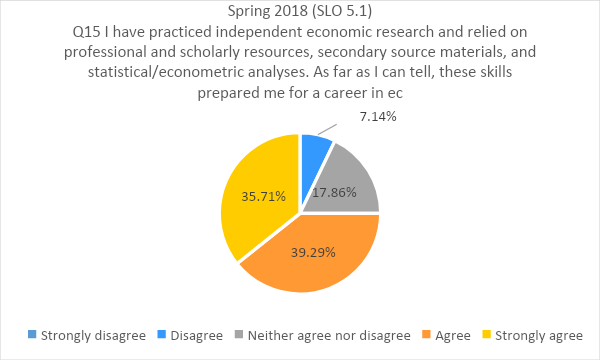 Spring 2018 (SLO 5.1)
Q15 I have practiced independent economic research and relied on
professional and scholarly resources, secondary source materials, and
statistical/econometric analyses. As far as I can tell, these skills
prepared me for a career in ec
7.14%
17.86%
35.71%
39.29%
Strongly disagree Disagree Neither agree nor disagree Agree Strongly agree